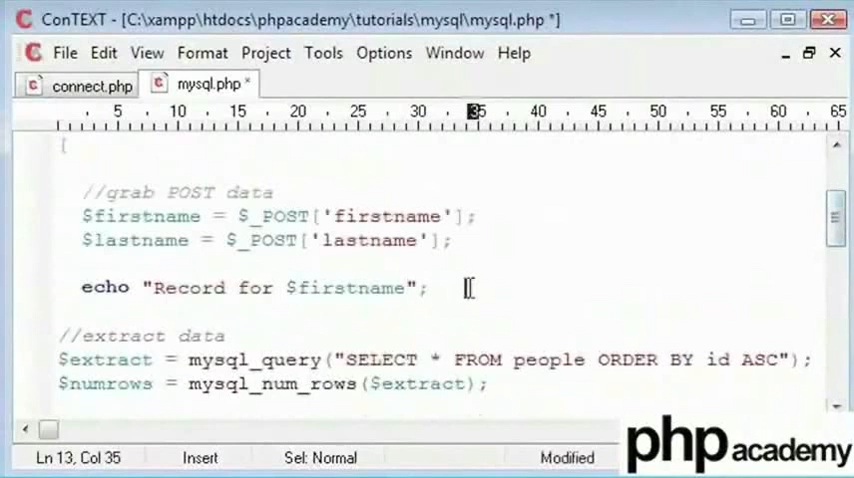 ConTEXT - [C:\xampp\htdocs\phpacademy\tutorials\mysql\mysql.php *]
File Edit View Format Project Tools Options Window Help
connect.php mysql.php *
5 10 15 20 25 30 35 40 45 50 55 60 65
[
//grab POST data
$firstname = $_POST['firstname'];
$lastname = $_POST['lastname'];
echo "Record for $firstname";
//extract data
$extract = mysql_query("SELECT * FROM people ORDER BY id ASC");
$numrows = mysql_num_rows($extract);
Ln 13, Col 35 Insert Sel: Normal Modified
php academy